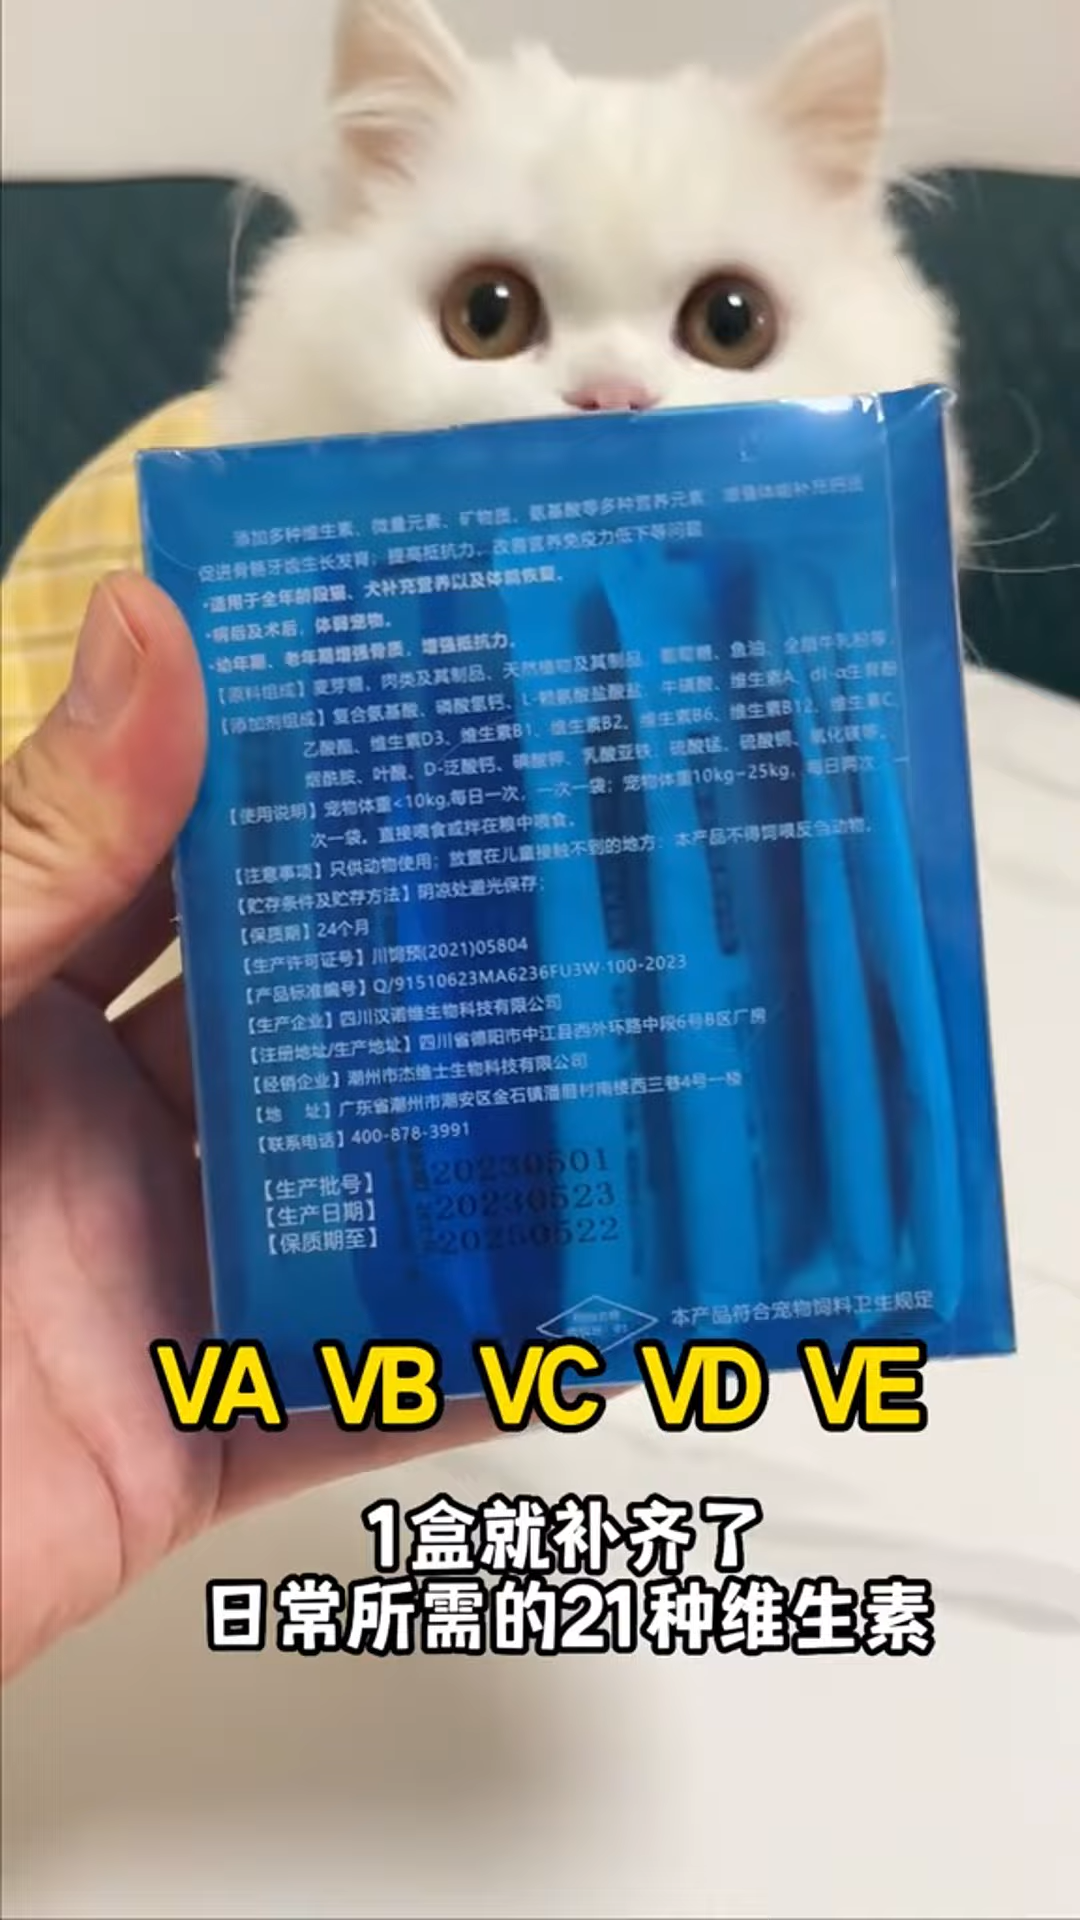 添加多种维生素、微量元素、矿物质、氨基酸等多种营养元素
促进骨骼牙齿生长发育；提高抵抗力，改善营养免疫力低下等问题
·适用于全年龄段猫、犬补充营养以及体能恢复。
·病后及术后，体弱宠物。
·幼年期、老年期增强骨质，增强抵抗力。
【原料组成】麦芽糖、肉类及其制品、天然植物及其制品、葡萄糖、鱼油、全脂牛乳粉等。
【添加剂组成】复合氨基酸、磷酸氢钙、L-赖氨酸盐酸盐、牛磺酸、维生素A、dl-α生育酚
乙酸酯、维生素D3、维生素B1、维生素B2、维生素B6、维生素B12、维生素C、
烟酰胺、叶酸、D-泛酸钙、碘酸钾、乳酸亚铁、硫酸锰、硫酸铜、氧化镁等。
【使用说明】宠物体重<10kg,每日一次，一次一袋；宠物体重10kg-25kg，每日两次，一
次一袋。直接喂食或拌在粮中喂食。
【注意事项】只供动物使用；放置在儿童接触不到的地方；本产品不得饲喂反刍动物。
【贮存条件及贮存方法】阴凉处避光保存；
【保质期】24个月
【生产许可证号】川饲预(2021)05804
【产品标准编号】Q/91510623MA6236FU3W·100-2023
【生产企业】四川汉诺维生物科技有限公司
【注册地址/生产地址】四川省德阳市中江县西外环路中段6号B区厂房
【经销企业】潮州市杰维士生物科技有限公司
【地 址】广东省潮州市潮安区金石镇潘厝村南楼西三巷4号一楼
【联系电话】400-878-3991
【生产批号】20230501
【生产日期】20230523
【保质期至】20250522
本产品符合宠物饲料卫生规定
VA VB VC VD VE
1盒就补齐了
日常所需的21种维生素